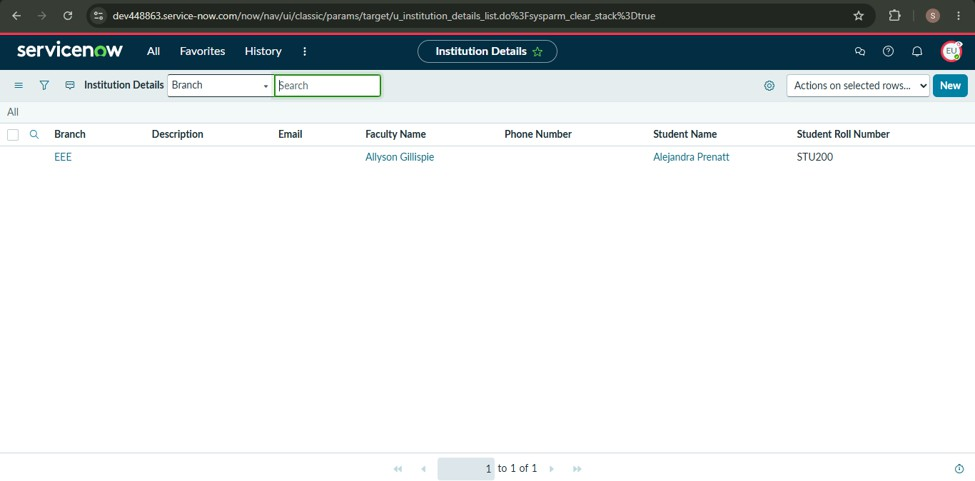 dev448863.service-now.com/now/nav/ui/classic/params/target/u_institution_details_list.do%3Fsysparm_clear_stack%3Dtrue
S
servicenow All Favorites History Institution Details EU
Institution Details Branch Search Actions on selected rows... New
All
Branch Description Email Faculty Name Phone Number Student Name Student Roll Number
EEE Allyson Gillispie Alejandra Prenatt STU200
1 to 1 of 1